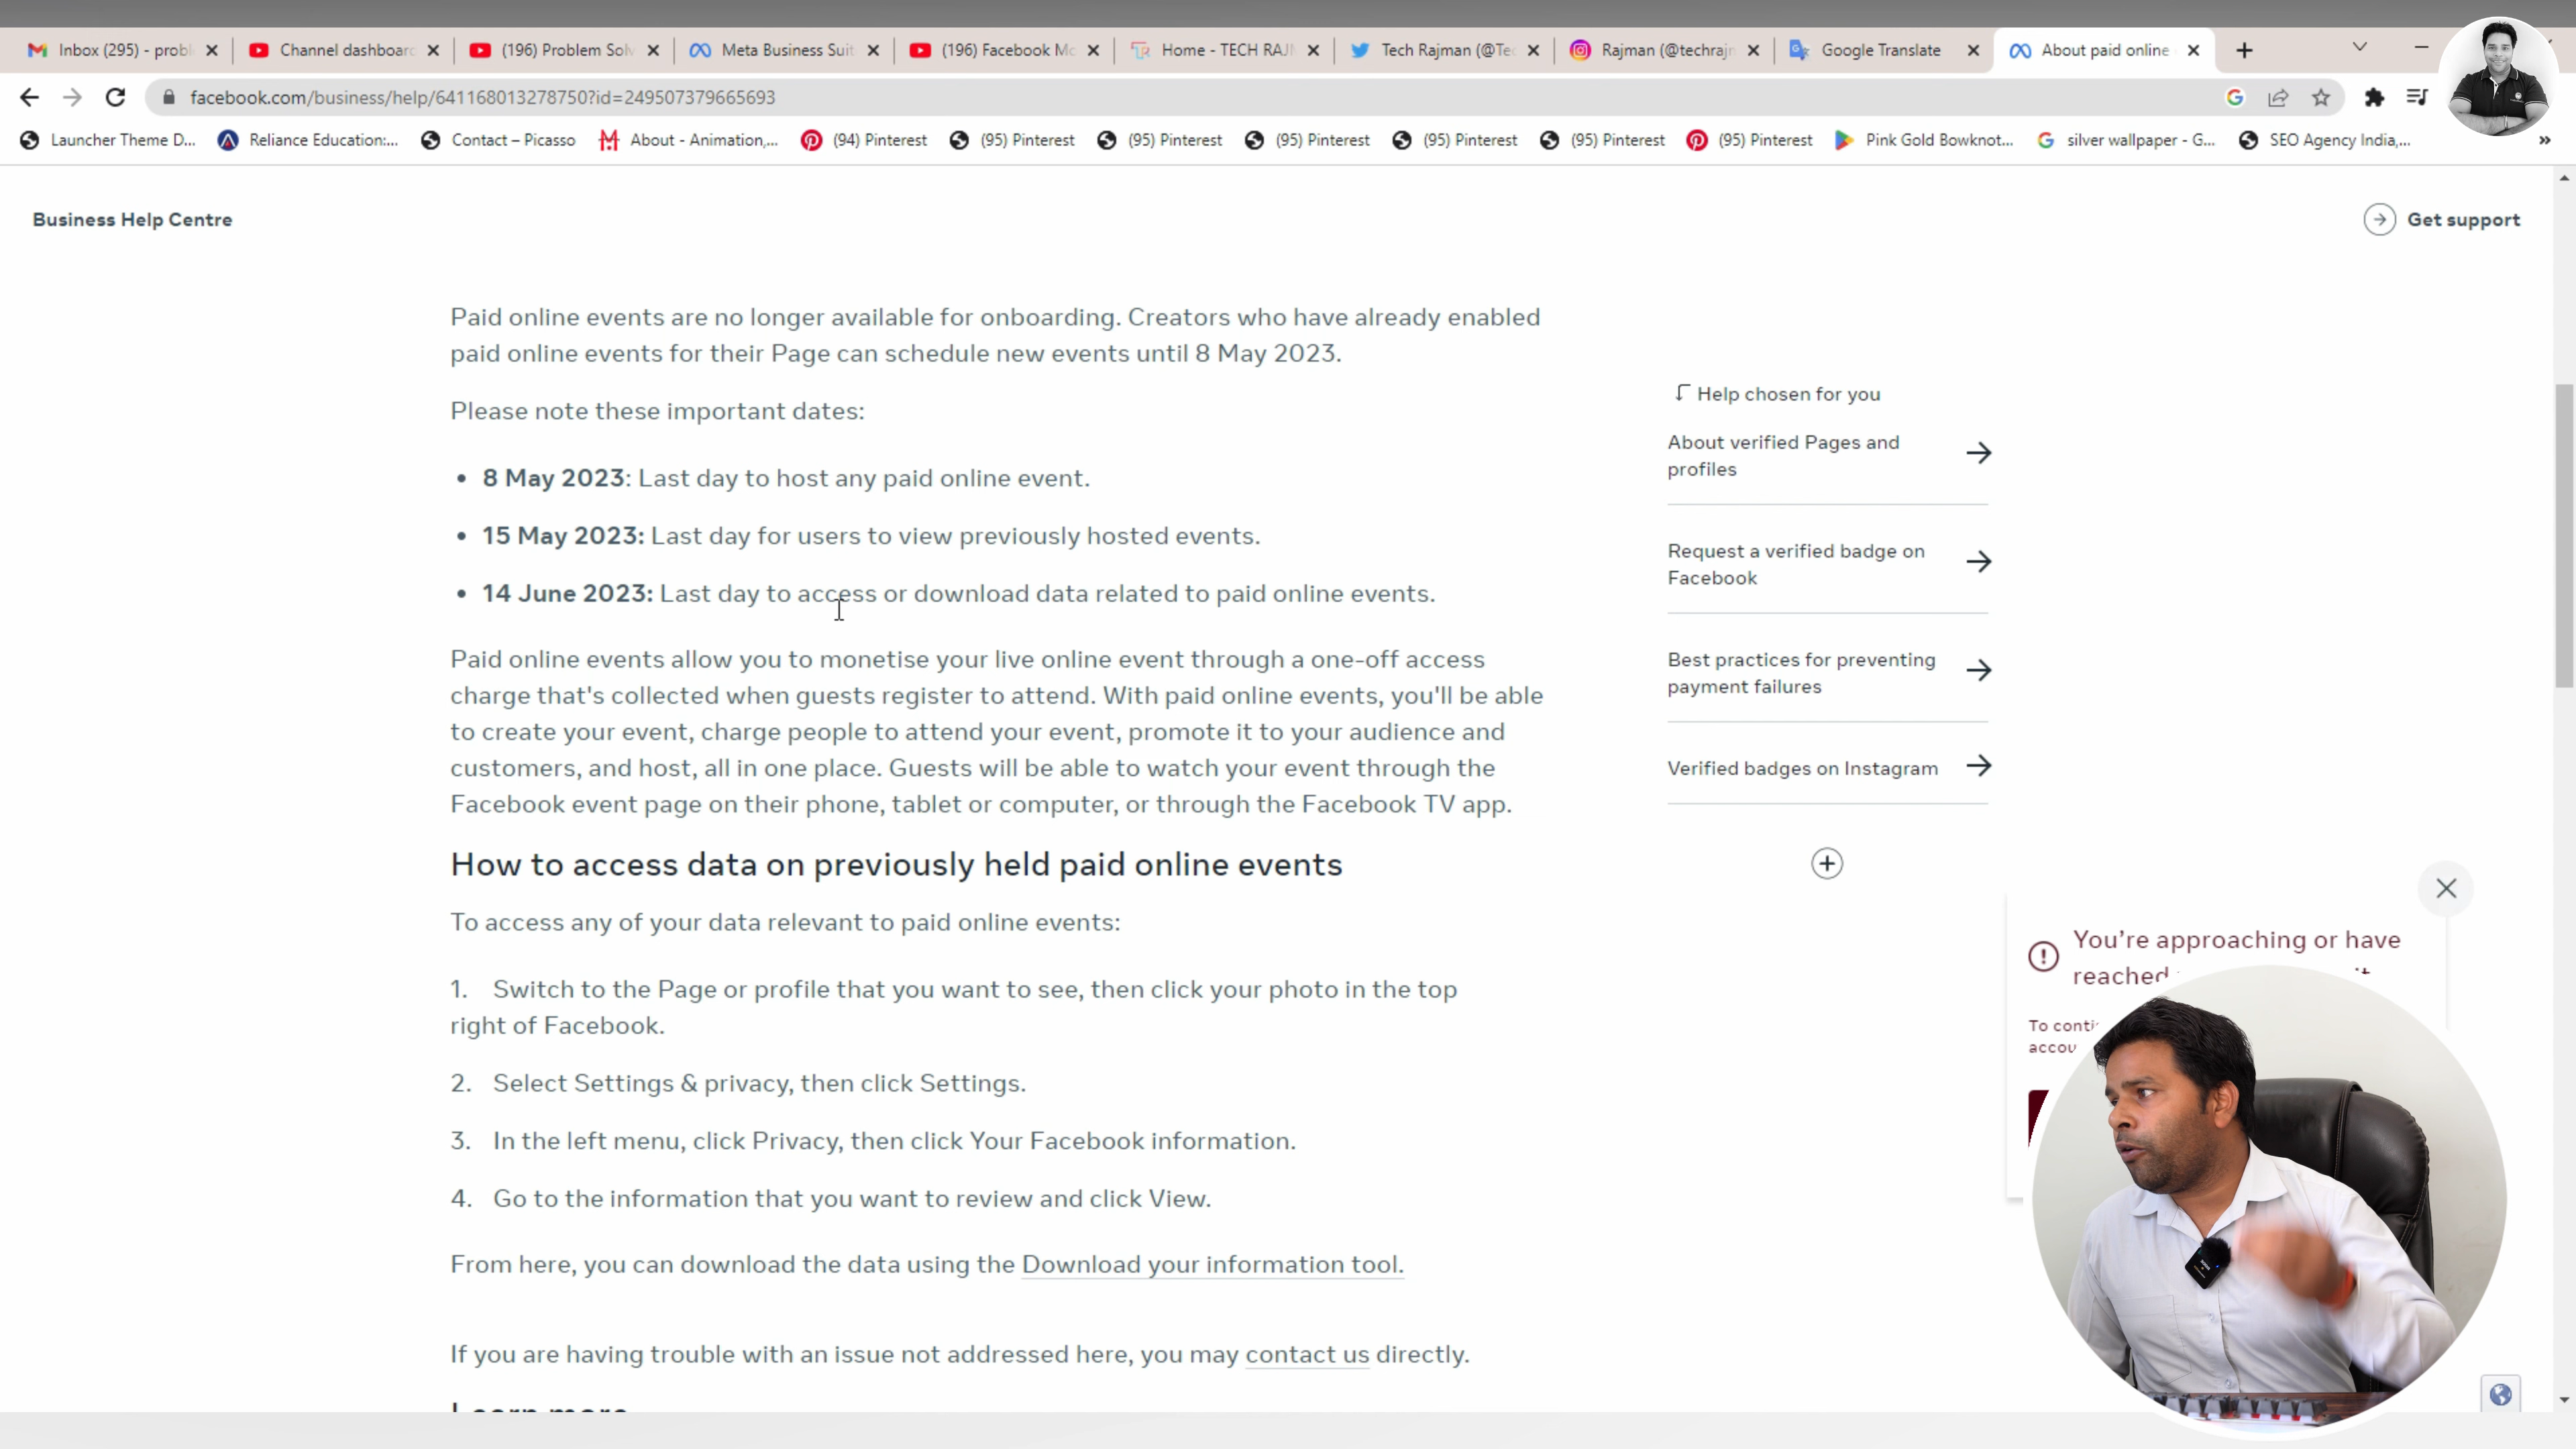 Inbox (295) - probl
Channel dashboard
(196) Problem Solv
Meta Business Suit
(196) Facebook Mo
Home - TECH RAJM
Tech Rajman (@Tec
Rajman (@techrajm
Google Translate
About paid online
facebook.com/business/help/641168013278750?id=249507379665693
Launcher Theme D...
Reliance Education:...
Contact – Picasso
About - Animation,...
(94) Pinterest
(95) Pinterest
(95) Pinterest
(95) Pinterest
(95) Pinterest
(95) Pinterest
(95) Pinterest
Pink Gold Bowknot...
silver wallpaper - G...
SEO Agency India,...
»
Business Help Centre
Get support
Paid online events are no longer available for onboarding. Creators who have already enabled
paid online events for their Page can schedule new events until 8 May 2023.
Please note these important dates:
• 8 May 2023: Last day to host any paid online event.
• 15 May 2023: Last day for users to view previously hosted events.
• 14 June 2023: Last day to access or download data related to paid online events.
Paid online events allow you to monetise your live online event through a one-off access
charge that's collected when guests register to attend. With paid online events, you'll be able
to create your event, charge people to attend your event, promote it to your audience and
customers, and host, all in one place. Guests will be able to watch your event through the
Facebook event page on their phone, tablet or computer, or through the Facebook TV app.
How to access data on previously held paid online events
To access any of your data relevant to paid online events:
1. Switch to the Page or profile that you want to see, then click your photo in the top
right of Facebook.
2. Select Settings & privacy, then click Settings.
3. In the left menu, click Privacy, then click Your Facebook information.
4. Go to the information that you want to review and click View.
From here, you can download the data using the Download your information tool.
If you are having trouble with an issue not addressed here, you may contact us directly.
Learn more
Help chosen for you
About verified Pages and
profiles
Request a verified badge on
Facebook
Best practices for preventing
payment failures
Verified badges on Instagram
You're approaching or have
reached
To conti
accou